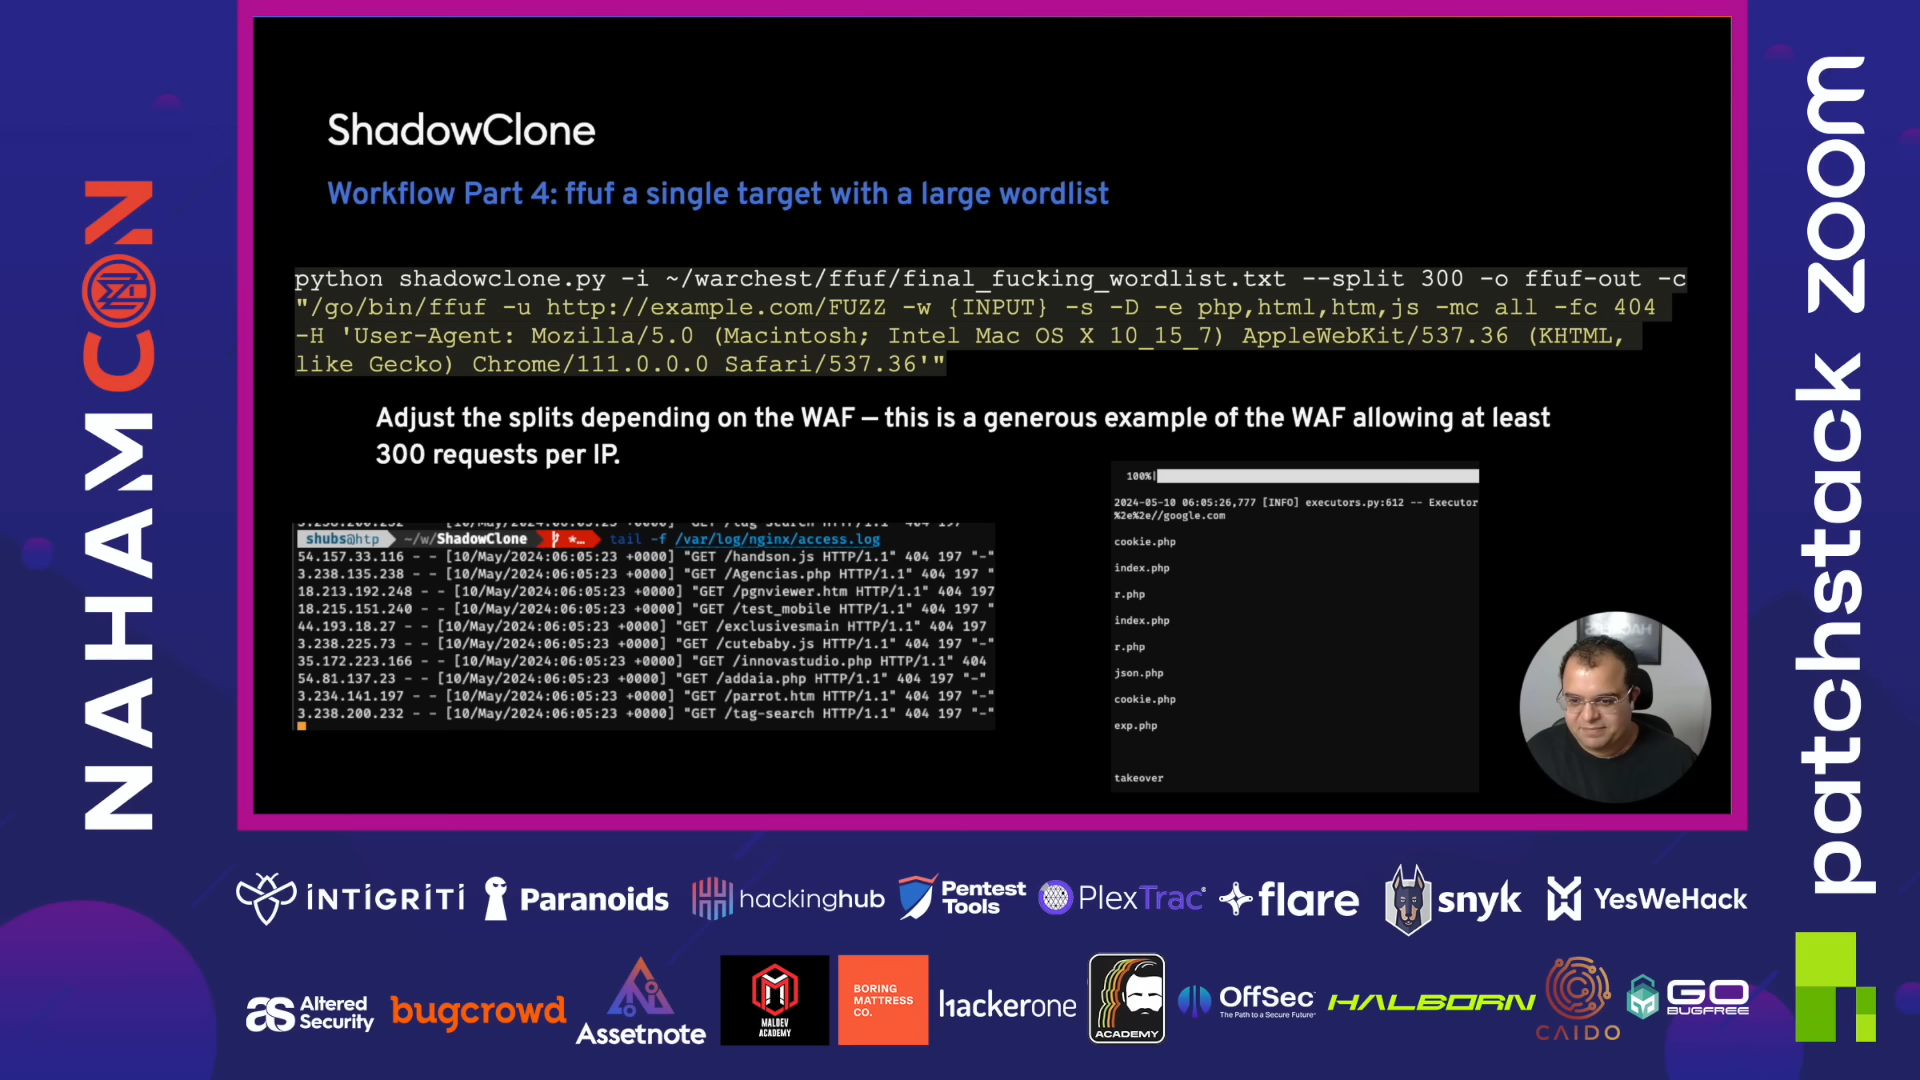 NAHAMCON
ShadowClone
Workflow Part 4: ffuf a single target with a large wordlist
python shadowclone.py -i ~/warchest/ffuf/final_fucking_wordlist.txt --split 300 -o ffuf-out -c
"/go/bin/ffuf -u http://example.com/FUZZ -w {INPUT} -s -D -e php,html,htm,js -mc all -fc 404
-H 'User-Agent: Mozilla/5.0 (Macintosh; Intel Mac OS X 10_15_7) AppleWebKit/537.36 (KHTML,
like Gecko) Chrome/111.0.0.0 Safari/537.36'"
Adjust the splits depending on the WAF – this is a generous example of the WAF allowing at least
300 requests per IP.
shubs@htp ~/w/ShadowClone *… tail -f /var/log/nginx/access.log
54.157.33.116 - - [10/May/2024:06:05:23 +0000] "GET /handson.js HTTP/1.1" 404 197 "-"
3.238.135.238 - - [10/May/2024:06:05:23 +0000] "GET /Agencias.php HTTP/1.1" 404 197 "
18.213.192.248 - - [10/May/2024:06:05:23 +0000] "GET /pgnviewer.htm HTTP/1.1" 404 197
18.215.151.240 - - [10/May/2024:06:05:23 +0000] "GET /test_mobile HTTP/1.1" 404 197 "
44.193.18.27 - - [10/May/2024:06:05:23 +0000] "GET /exclusivesmain HTTP/1.1" 404 197
3.238.225.73 - - [10/May/2024:06:05:23 +0000] "GET /cutebaby.js HTTP/1.1" 404 197 "-"
35.172.223.166 - - [10/May/2024:06:05:23 +0000] "GET /innovastudio.php HTTP/1.1" 404
54.81.137.23 - - [10/May/2024:06:05:23 +0000] "GET /addaia.php HTTP/1.1" 404 197 "-"
3.234.141.197 - - [10/May/2024:06:05:23 +0000] "GET /parrot.htm HTTP/1.1" 404 197 "-"
3.238.200.232 - - [10/May/2024:06:05:23 +0000] "GET /tag-search HTTP/1.1" 404 197 "-"
100%|
2024-05-10 06:05:26,777 [INFO] executors.py:612 -- Executor
%2e%2e//google.com
cookie.php
index.php
r.php
index.php
r.php
json.php
cookie.php
exp.php
takeover
patchstack zoom
INTIGRITI
Paranoids
hackinghub
Pentest
Tools
PlexTrac
flare
snyk
YesWeHack
as Altered
Security
bugcrowd
Assetnote
MALDEV
ACADEMY
BORING
MATTRESS
CO.
hackerone
ACADEMY
OffSec
The Path to a Secure Future
HALBORN
CAIDO
GO
BUGFREE